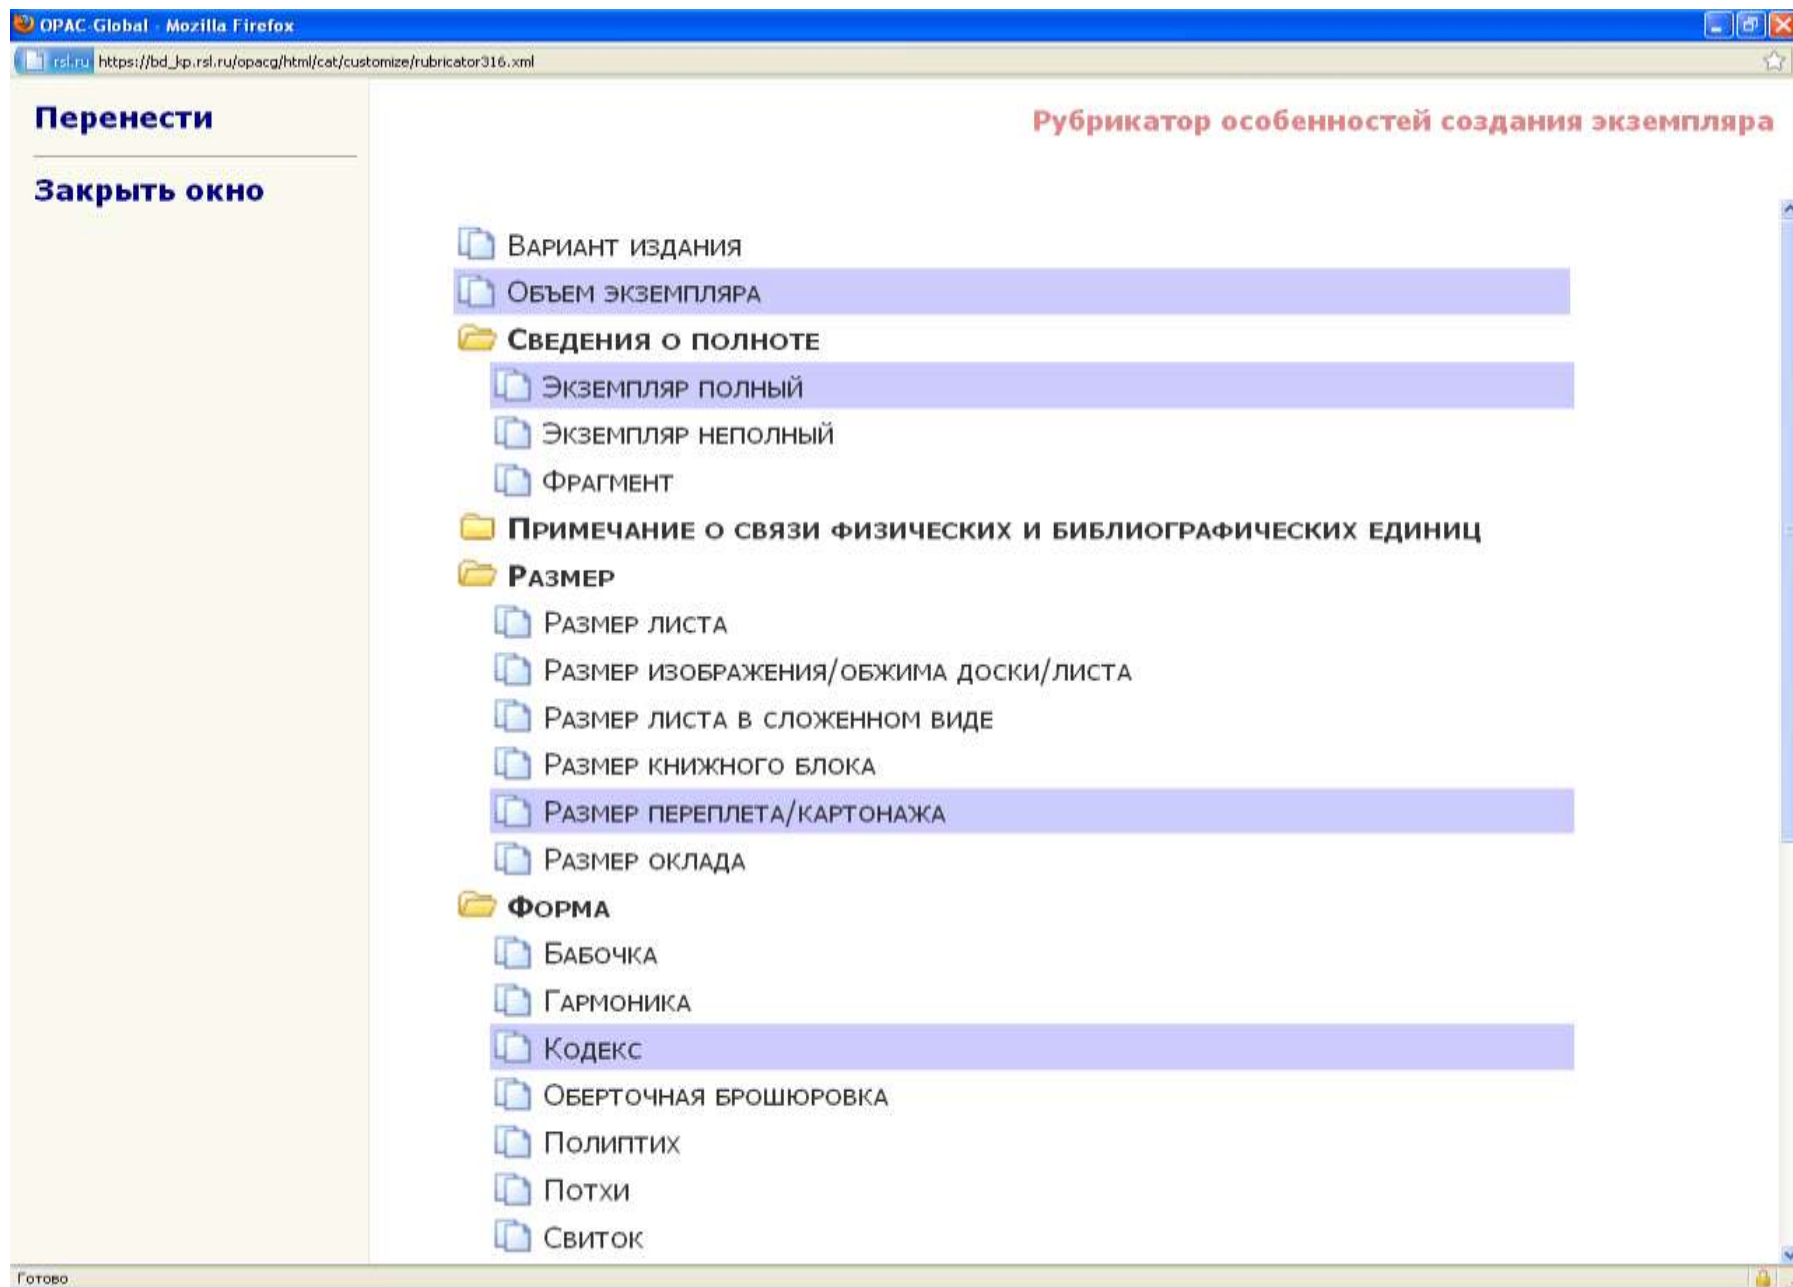 OPAC-Global - Mozilla Firefox
rsl.ru https://bd_kp.rsl.ru/opacg/html/cat/customize/rubricator316.xml
Перенести
Рубрикатор особенностей создания экземпляра
Закрыть окно
Вариант издания
Объем экземпляра
Сведения о полноте
Экземпляр полный
Экземпляр неполный
Фрагмент
Примечание о связи физических и библиографических единиц
Размер
Размер листа
Размер изображения/обжима доски/листа
Размер листа в сложенном виде
Размер книжного блока
Размер переплета/картонажа
Размер оклада
Форма
Бабочка
Гармоника
Кодекс
Оберточная брошюровка
Полиптих
Потхи
Свиток
Готово